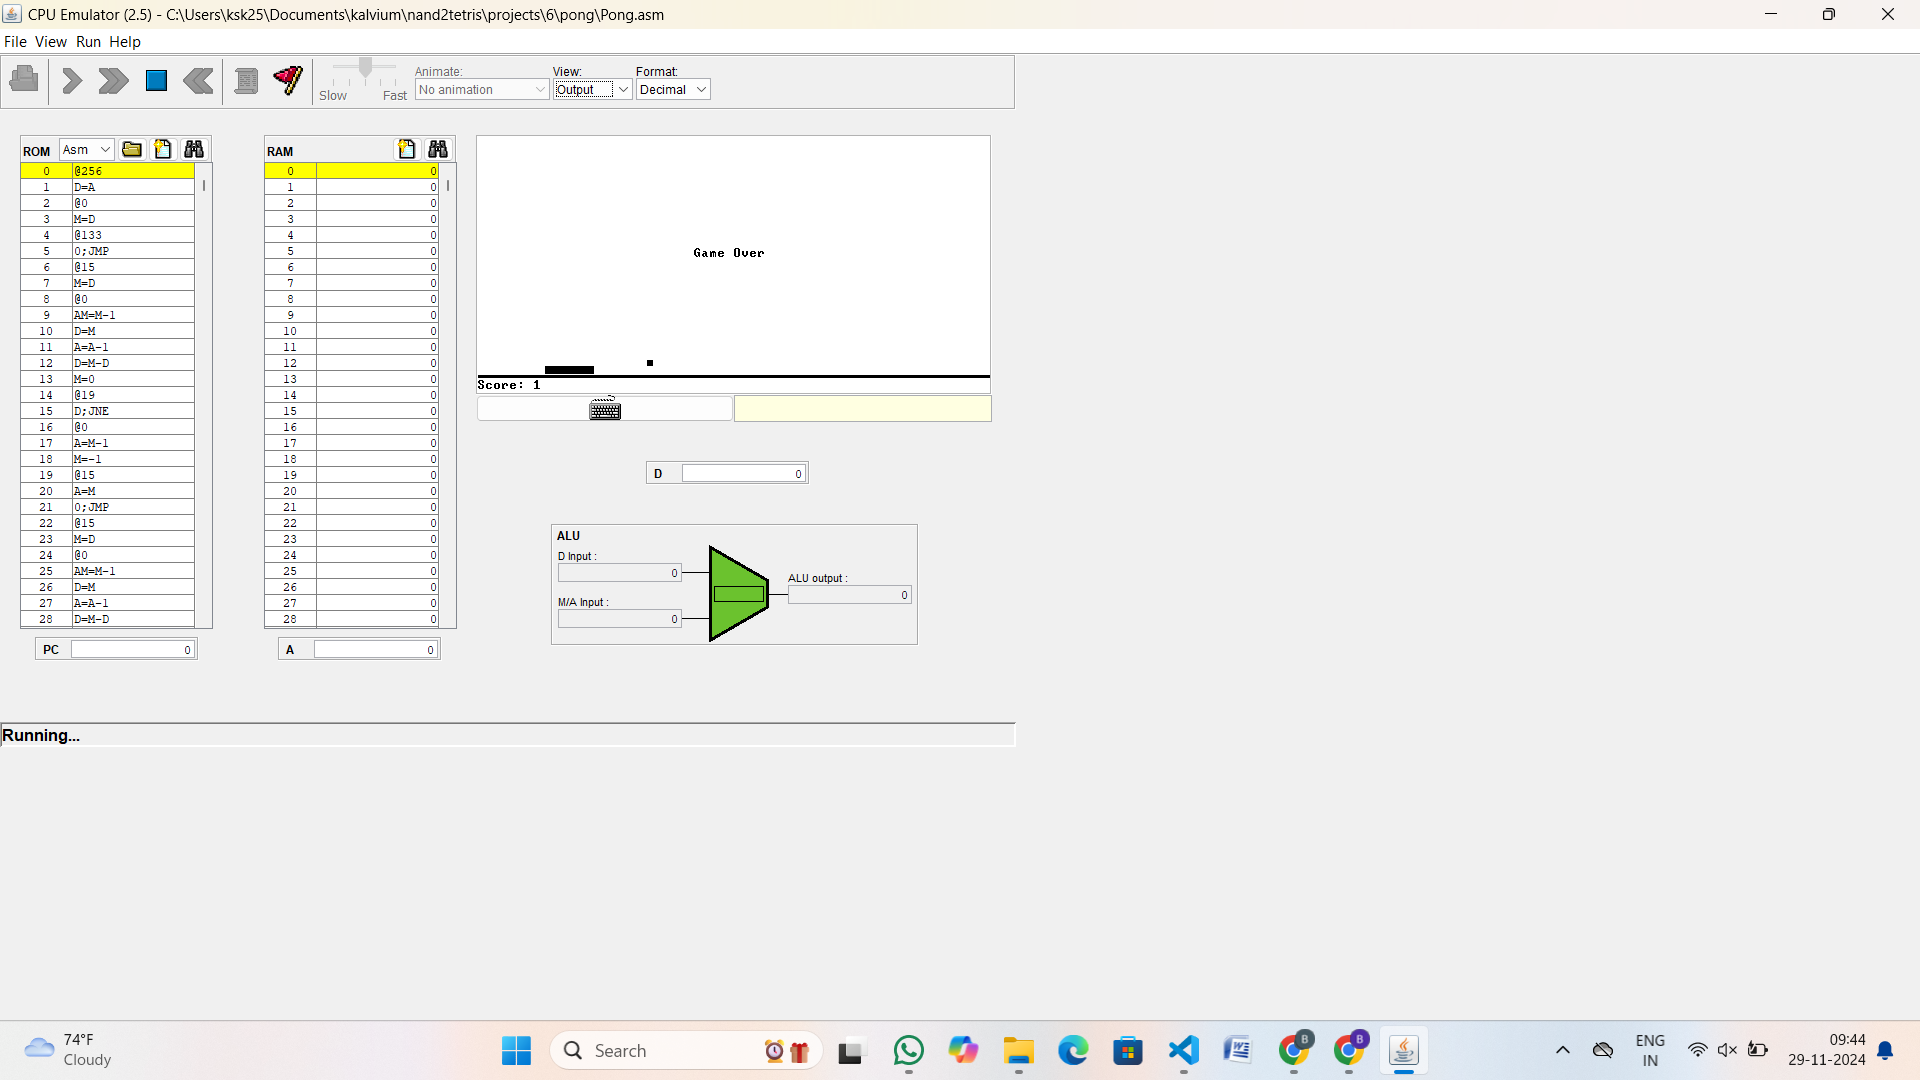 CPU Emulator (2.5) - C:\Users\ksk25\Documents\kalvium\nand2tetris\projects\6\pong\Pong.asm
File View Run Help
Slow Fast
Animate:
No animation
View:
Output
Format:
Decimal
ROM Asm
0 @256
1 D=A
2 @0
3 M=D
4 @133
5 0;JMP
6 @15
7 M=D
8 @0
9 AM=M-1
10 D=M
11 A=A-1
12 D=M-D
13 M=0
14 @19
15 D;JNE
16 @0
17 A=M-1
18 M=-1
19 @15
20 A=M
21 0;JMP
22 @15
23 M=D
24 @0
25 AM=M-1
26 D=M
27 A=A-1
28 D=M-D
PC 0
RAM
0 0
1 0
2 0
3 0
4 0
5 0
6 0
7 0
8 0
9 0
10 0
11 0
12 0
13 0
14 0
15 0
16 0
17 0
18 0
19 0
20 0
21 0
22 0
23 0
24 0
25 0
26 0
27 0
28 0
A 0
Game Over
Score: 1
D 0
ALU
D Input :
0
M/A Input :
0
ALU output :
0
Running...
74°F
Cloudy
Search
ENG
IN
09:44
29-11-2024